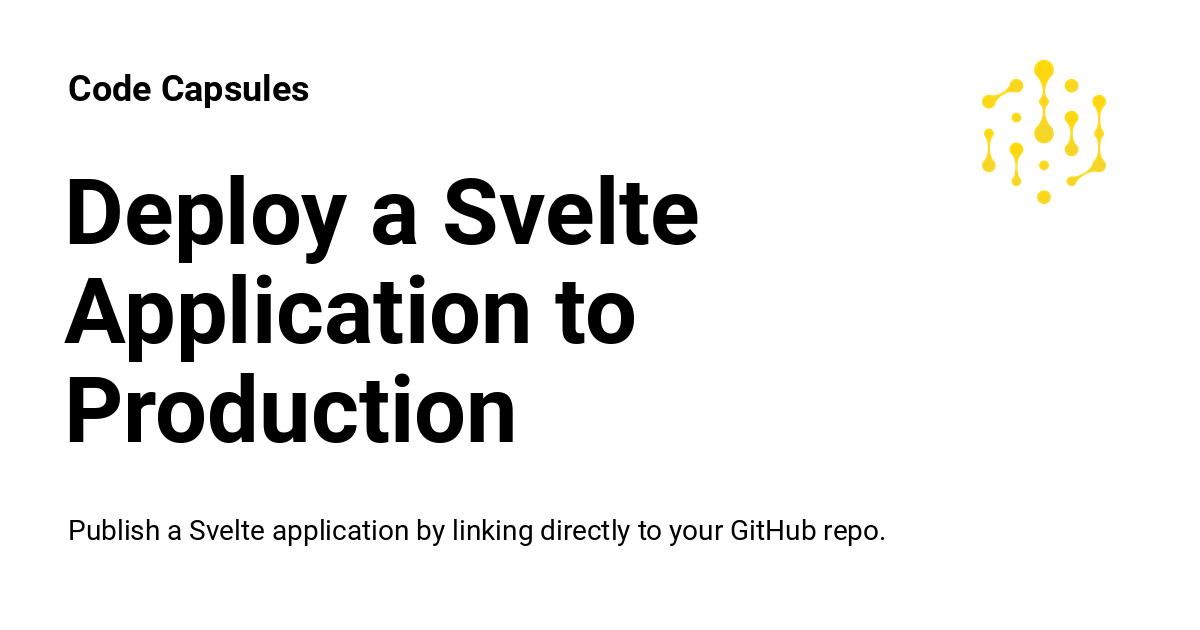 Code Capsules
Deploy a Svelte
Application to
Production
Publish a Svelte application by linking directly to your GitHub repo.